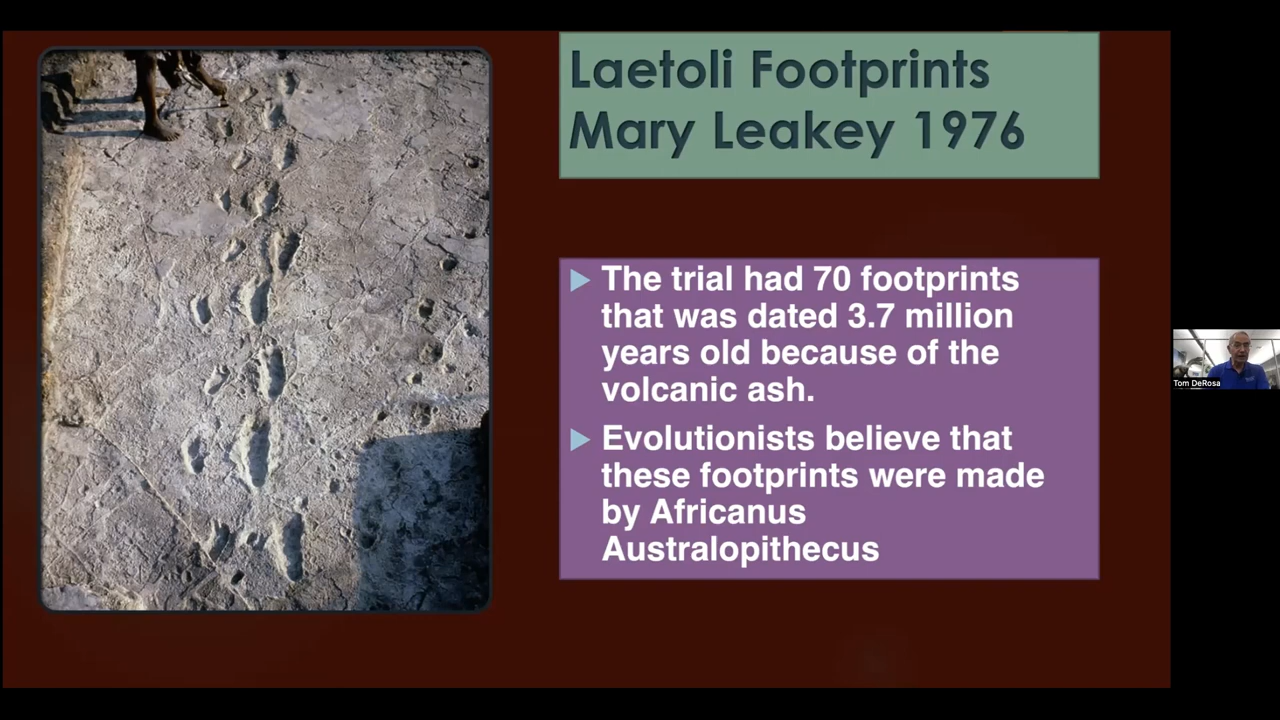 Laetoli Footprints
Mary Leakey 1976
The trial had 70 footprints
that was dated 3.7 million
years old because of the
volcanic ash.
Evolutionists believe that
these footprints were made
by Africanus
Australopithecus
Tom DeRosa